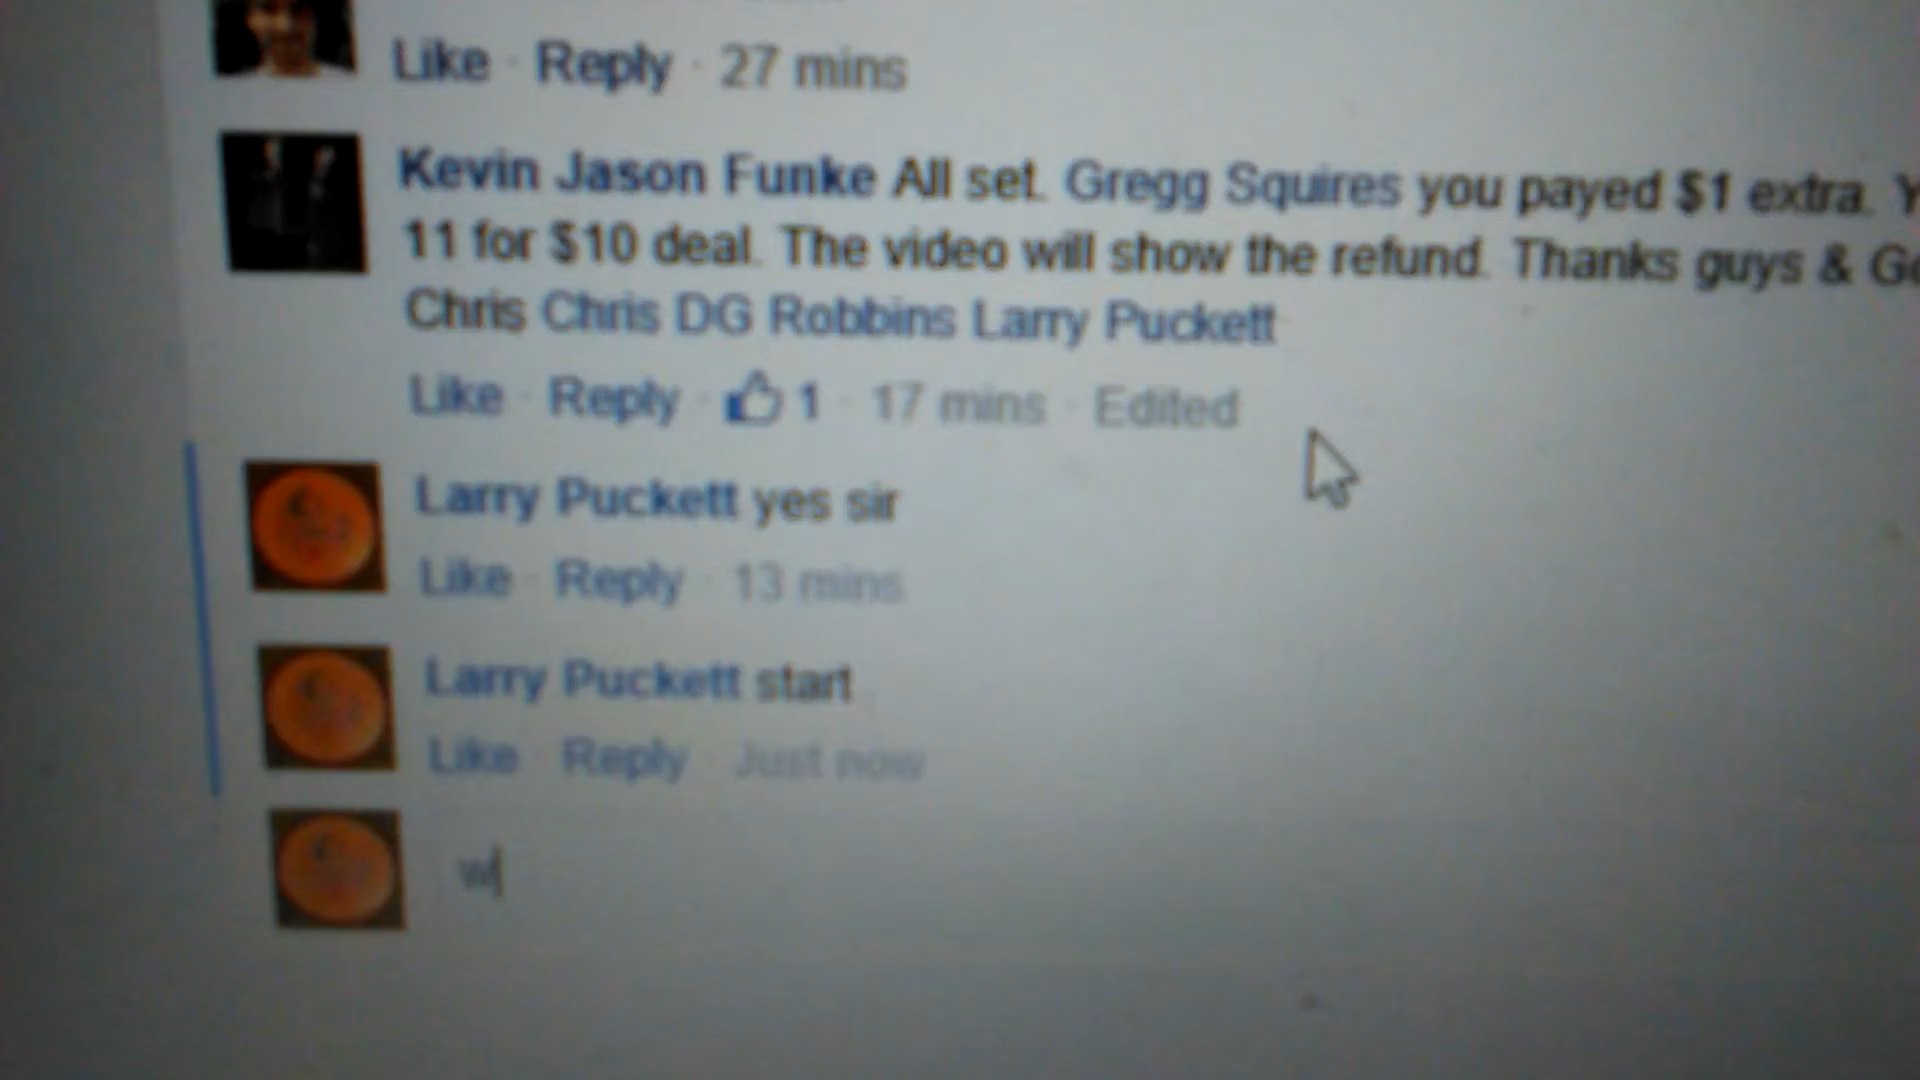 Like · Reply · 27 mins
Kevin Jason Funke All set. Gregg Squires you payed $1 extra.
11 for $10 deal. The video will show the refund. Thanks guys &
Chris Chris DG Robbins Larry Puckett
Like · Reply · 1 · 17 mins · Edited
Larry Puckett yes sir
Like · Reply · 13 mins
Larry Puckett start
Like · Reply · Just now
w